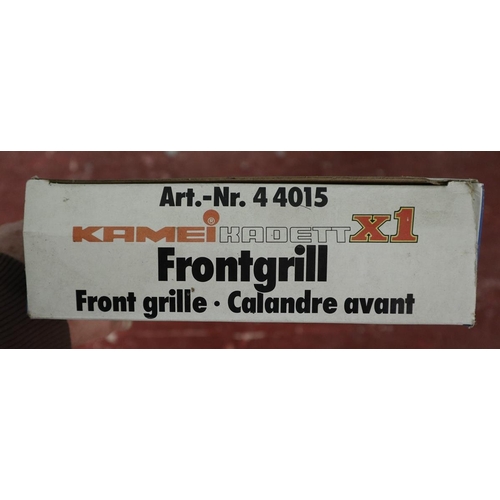 Art.-Nr. 4 4015
KAMEI® KADETT X1
Frontgrill
Front grille · Calandre avant